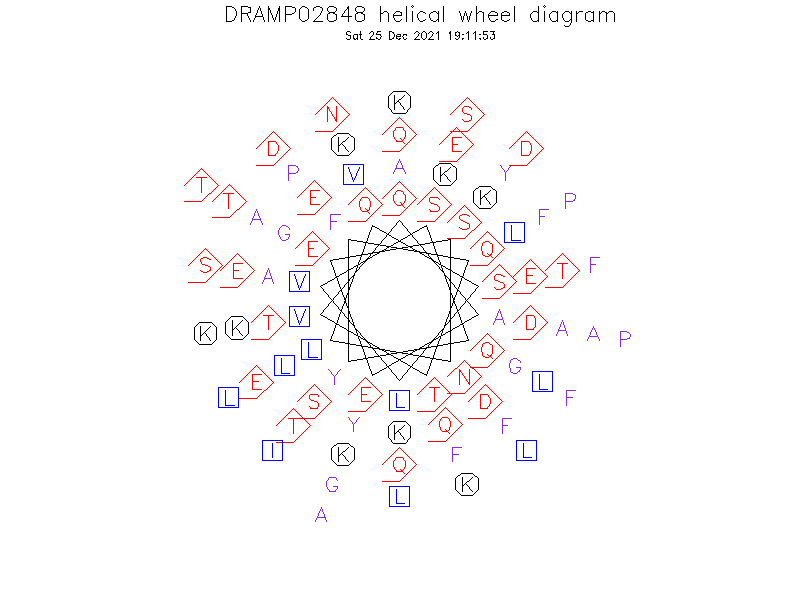 DRAMP02848 helical wheel diagram
Sat 25 Dec 2021 19:11:53
K
N S
Q
K E
D D
P V A K Y
T T E Q Q S K P
A F S F
G L
E Q
S F
E A V S E T
V A
T D
K K A A P
L Q
L G
Y N
E L
L S E L T D F
T Y K Q F
I K F L
Q
G K
L
A